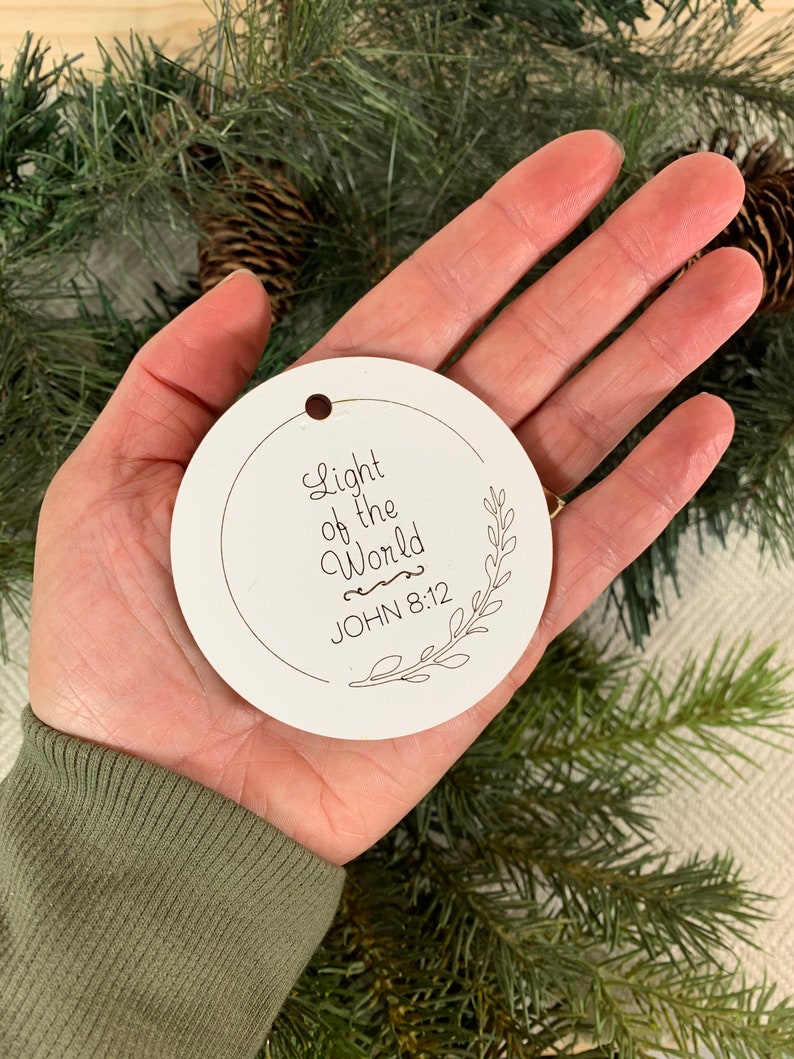 Light
of the
World
JOHN 8:12